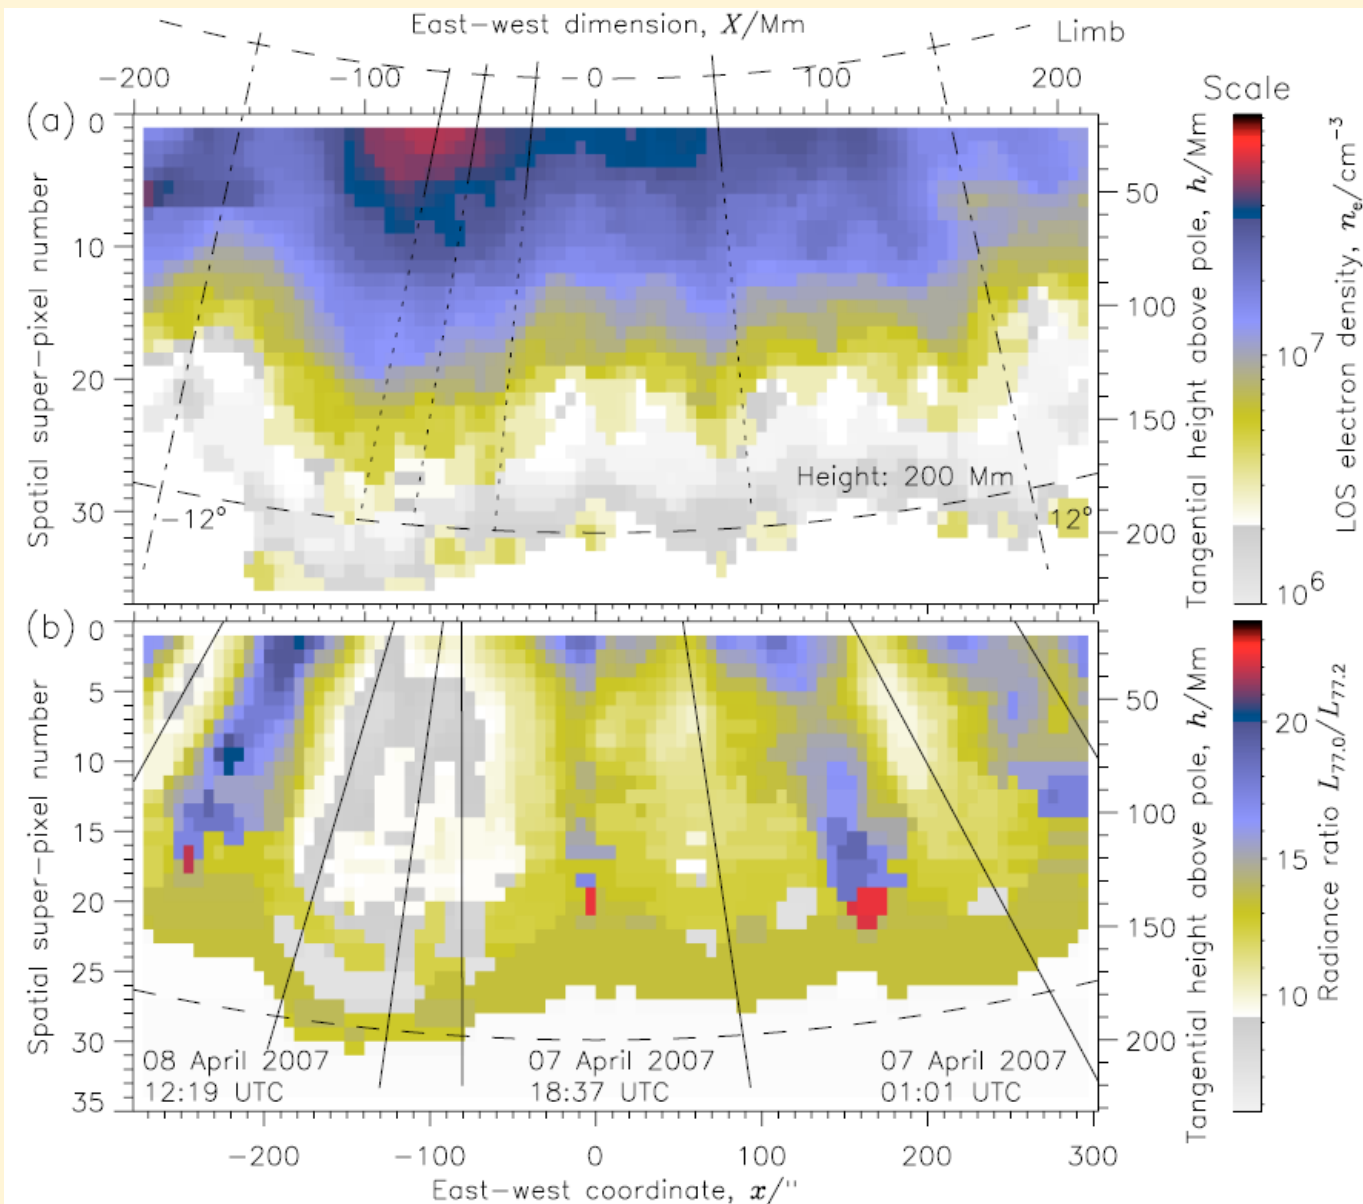 East-west dimension, X/Mm
Limb
-200 -100 0 100 200
Scale
(a)
0
10
20
30
Spatial super-pixel number
50
100
150
200
Tangential height above pole, h/Mm
Height: 200 Mm
-12°
12°
10⁷
10⁶
LOS electron density, nₑ/cm⁻³
(b)
0
5
10
15
20
25
30
35
Spatial super-pixel number
50
100
150
200
Tangential height above pole, h/Mm
20
15
10
Radiance ratio L₇₇.₀/L₇₇.₂
08 April 2007
12:19 UTC
07 April 2007
18:37 UTC
07 April 2007
01:01 UTC
-200 -100 0 100 200 300
East-west coordinate, x/"